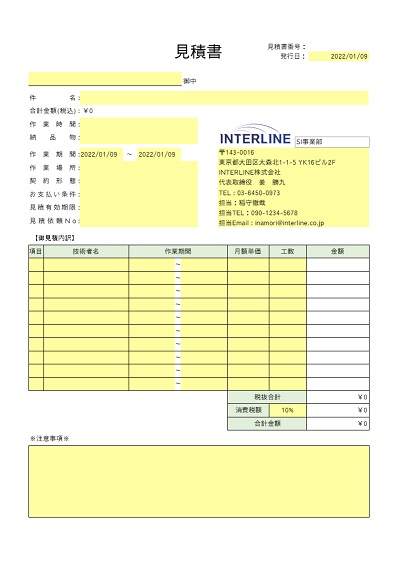 見積書
見積書番号：
発行日： 2022/01/09
御中
件名：
合計金額(税込)：￥0
作業時間：
納品物：
作業期間：2022/01/09 ～ 2022/01/09
作業場所：
契約形態：
お支払い条件：
見積有効期限：
見積依頼No：
INTERLINE SI事業部
〒143-0016
東京都大田区大森北1-1-5 YK16ビル2F
INTERLINE株式会社
代表取締役 姜 勝九
TEL：03-6450-0973
担当：稲守徹哉
担当TEL：090-1234-5678
担当Email：inamori@interline.co.jp
【御見積内訳】
項目 技術者名 作業期間 月額単価 工数 金額
～
～
～
～
～
～
～
～
～
～
税抜合計 ￥0
消費税額 10% ￥0
合計金額 ￥0
※注意事項※